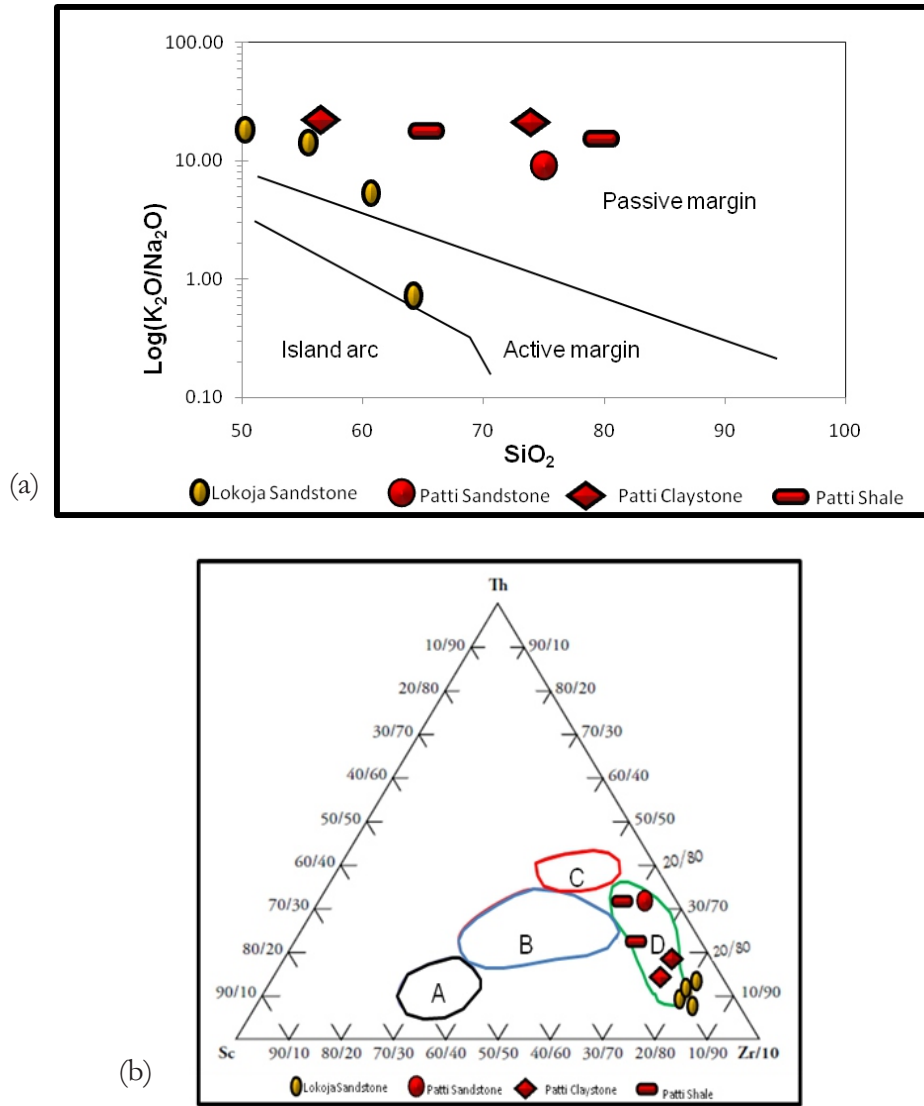 100.00
10.00
1.00
0.10
Log(K₂O/Na₂O)
Passive margin
Island arc
Active margin
50 60 70 80 90 100
SiO₂
(a)
Lokoja Sandstone Patti Sandstone Patti Claystone Patti Shale
Th
10/90 90/10
20/80 80/20
30/70 70/30
40/60 60/40
50/50 50/50
60/40 20/80
C
70/30 30/70
B D
80/20 20/80
A
90/10 10/90
Sc 90/10 80/20 70/30 60/40 50/50 40/60 30/70 20/80 10/90 Zr/10
(b)
Lokoja Sandstone Patti Sandstone Patti Claystone Patti Shale